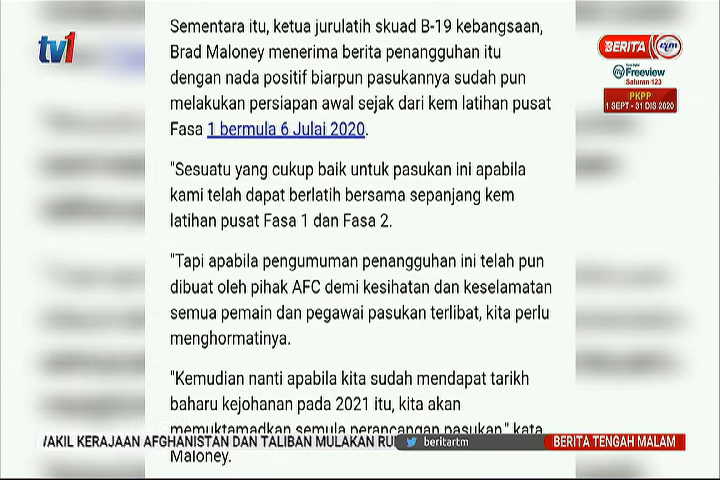 tv1
BERITA rtm
Freeview
Saluran 123
PKPP
1 SEPT - 31 DIS 2020
Sementara itu, ketua jurulatih skuad B-19 kebangsaan,
Brad Maloney menerima berita penangguhan itu
dengan nada positif biarpun pasukannya sudah pun
melakukan persiapan awal sejak dari kem latihan pusat
Fasa 1 bermula 6 Julai 2020.
"Sesuatu yang cukup baik untuk pasukan ini apabila
kami telah dapat berlatih bersama sepanjang kem
latihan pusat Fasa 1 dan Fasa 2.
"Tapi apabila pengumuman penangguhan ini telah pun
dibuat oleh pihak AFC demi kesihatan dan keselamatan
semua pemain dan pegawai pasukan terlibat, kita perlu
menghormatinya.
"Kemudian nanti apabila kita sudah mendapat tarikh
baharu kejohanan pada 2021 itu, kita akan
memuktamadkan semula perancangan pasukan," kata
Maloney.
WAKIL KERAJAAN AFGHANISTAN DAN TALIBAN MULAKAN
beritartm
BERITA TENGAH MALAM